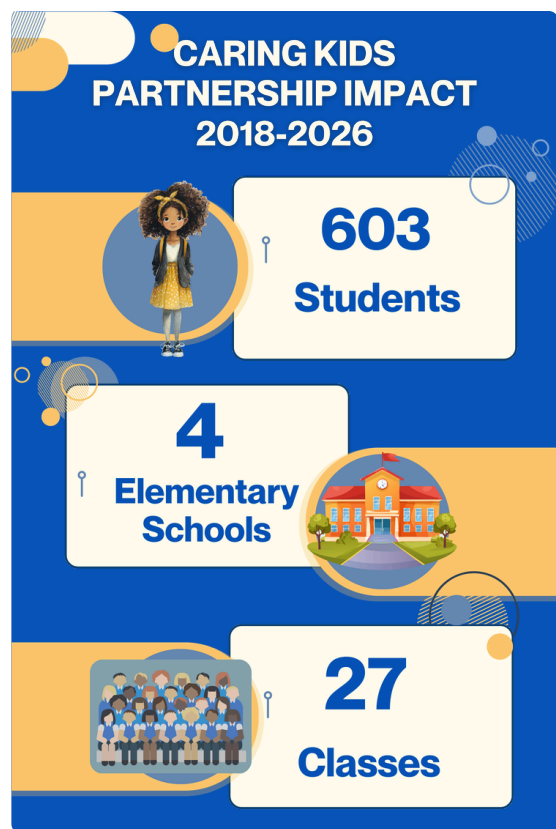 CARING KIDS
PARTNERSHIP IMPACT
2018-2026
603
Students
4
Elementary
Schools
27
Classes